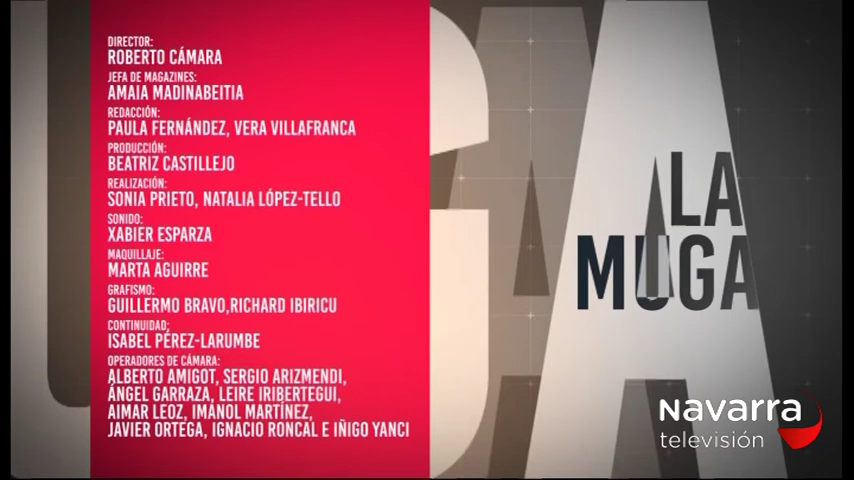 DIRECTOR:
ROBERTO CÁMARA
JEFA DE MAGAZINES:
AMAIA MADINABEITIA
REDACCIÓN:
PAULA FERNÁNDEZ, VERA VILLAFRANCA
PRODUCCIÓN:
BEATRIZ CASTILLEJO
REALIZACIÓN:
SONIA PRIETO, NATALIA LÓPEZ-TELLO
SONIDO:
XABIER ESPARZA
MAQUILLAJE:
MARTA AGUIRRE
GRAFISMO:
GUILLERMO BRAVO,RICHARD IBIRICU
CONTINUIDAD;
ISABEL PÉREZ-LARUMBE
OPERADORES DE CÁMARA:
ALBERTO AMIGOT, SERGIO ARIZMENDI,
ÁNGEL GARRAZA, LEIRE IRIBERTEGUI,
AIMAR LEOZ, IMÁNOL MARTÍNEZ,
JAVIER ORTEGA, IGNACIO RONCAL E IÑIGO YANCI
LA
MUGA
Navarra
televisión